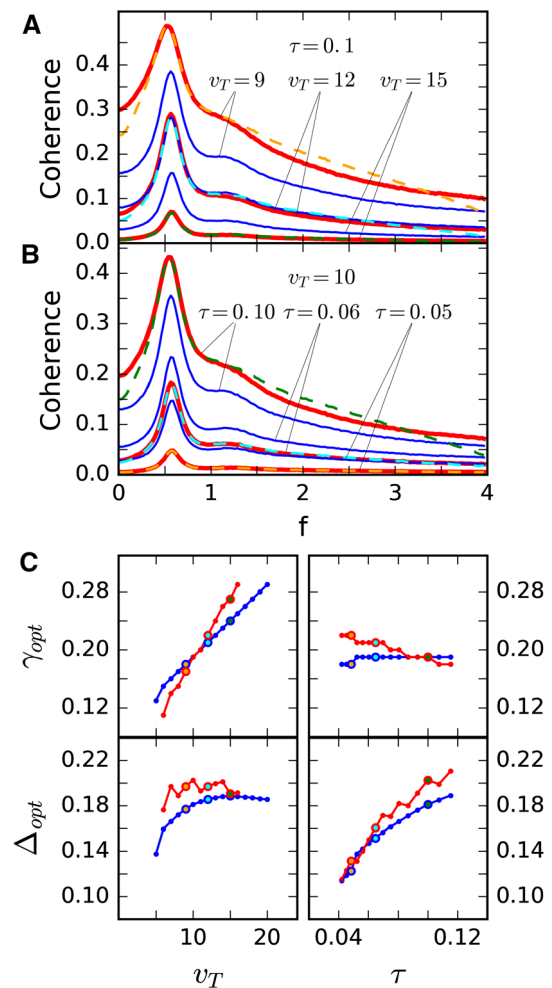 A
τ = 0.1
v_T = 9
v_T = 12
v_T = 15
Coherence
0.4
0.3
0.2
0.1
0.0
B
v_T = 10
τ = 0.10
τ = 0.06
τ = 0.05
Coherence
0.4
0.3
0.2
0.1
0.0
0
1
2
3
4
f
C
γ_opt
0.28
0.20
0.12
0.28
0.20
0.12
Δ_opt
0.22
0.18
0.14
0.10
0.22
0.18
0.14
0.10
10
20
0.04
0.12
v_T
τ